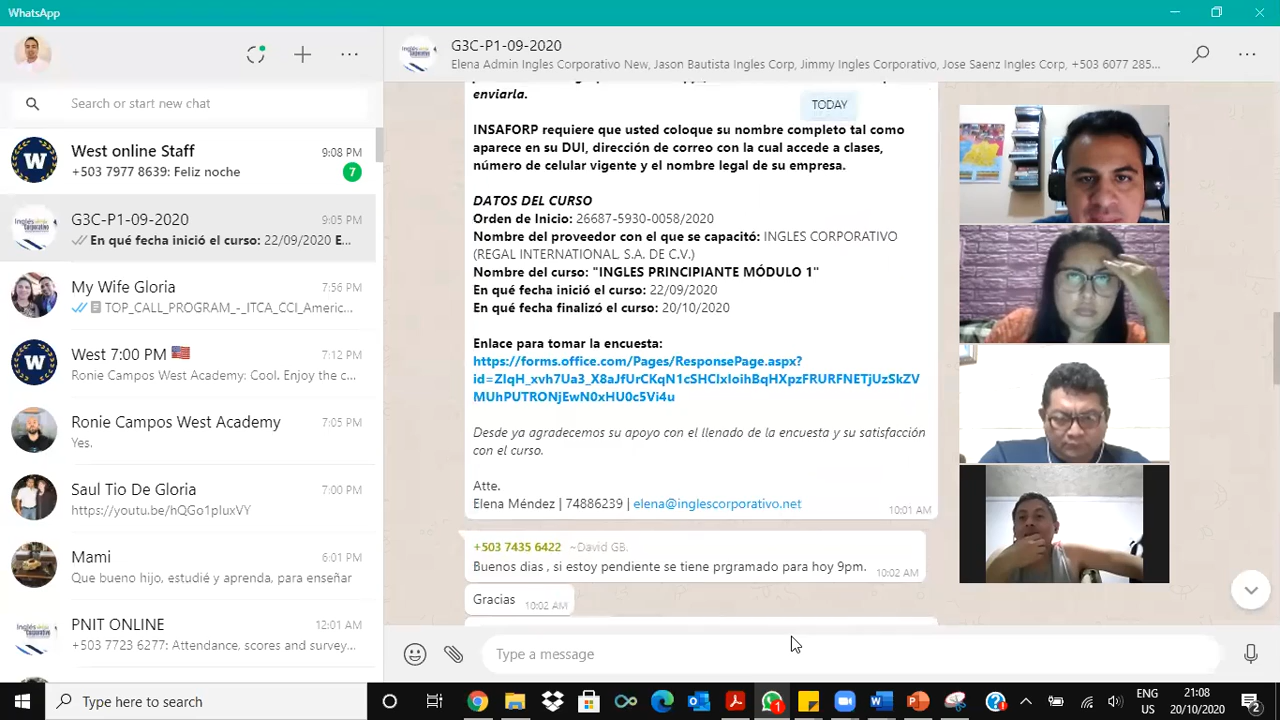 WhatsApp
Search or start new chat
West online Staff
9:08 PM
+503 7977 8639: Feliz noche
7
G3C-P1-09-2020
9:05 PM
En qué fecha inició el curso: 22/09/2020 E...
My Wife Gloria
7:56 PM
TOP_CALL_PROGRAM_-_ITCA_CCI_Americ...
West 7:00 PM
7:12 PM
Ronie Campos West Academy: Cool. Enjoy the c...
Ronie Campos West Academy
7:05 PM
Yes.
Saul Tio De Gloria
7:00 PM
Mami
6:01 PM
Que bueno hijo, estudié y aprenda, para enseñar
PNIT ONLINE
12:01 AM
+503 7723 6277: Attendance, scores and survey...
G3C-P1-09-2020
Elena Admin Ingles Corporativo New, Jason Bautista Ingles Corp, Jimmy Ingles Corporativo, Jose Saenz Ingles Corp, +503 6077 285...
enviarla.
TODAY
INSAFORP requiere que usted coloque su nombre completo tal como
aparece en su DUI, dirección de correo con la cual accede a clases,
número de celular vigente y el nombre legal de su empresa.
DATOS DEL CURSO
Orden de Inicio: 26687-5930-0058/2020
Nombre del proveedor con el que se capacitó: INGLES CORPORATIVO
(REGAL INTERNATIONAL, S.A. DE C.V.)
Nombre del curso: "INGLES PRINCIPIANTE MÓDULO 1"
En qué fecha inició el curso: 22/09/2020
En qué fecha finalizó el curso: 20/10/2020
Enlace para tomar la encuesta:
https://forms.office.com/Pages/ResponsePage.aspx?
Desde ya agradecemos su apoyo con el llenado de la encuesta y su satisfacción
con el curso.
Atte.
Elena Méndez | 74886239 | elena@inglescorporativo.net
10:01 AM
+503 7435 6422 ~David GB.
Buenos dias , si estoy pendiente se tiene prgramado para hoy 9pm.
10:02 AM
Gracias
10:02 AM
Type a message
Type here to search
ENG
US
21:08
20/10/2020